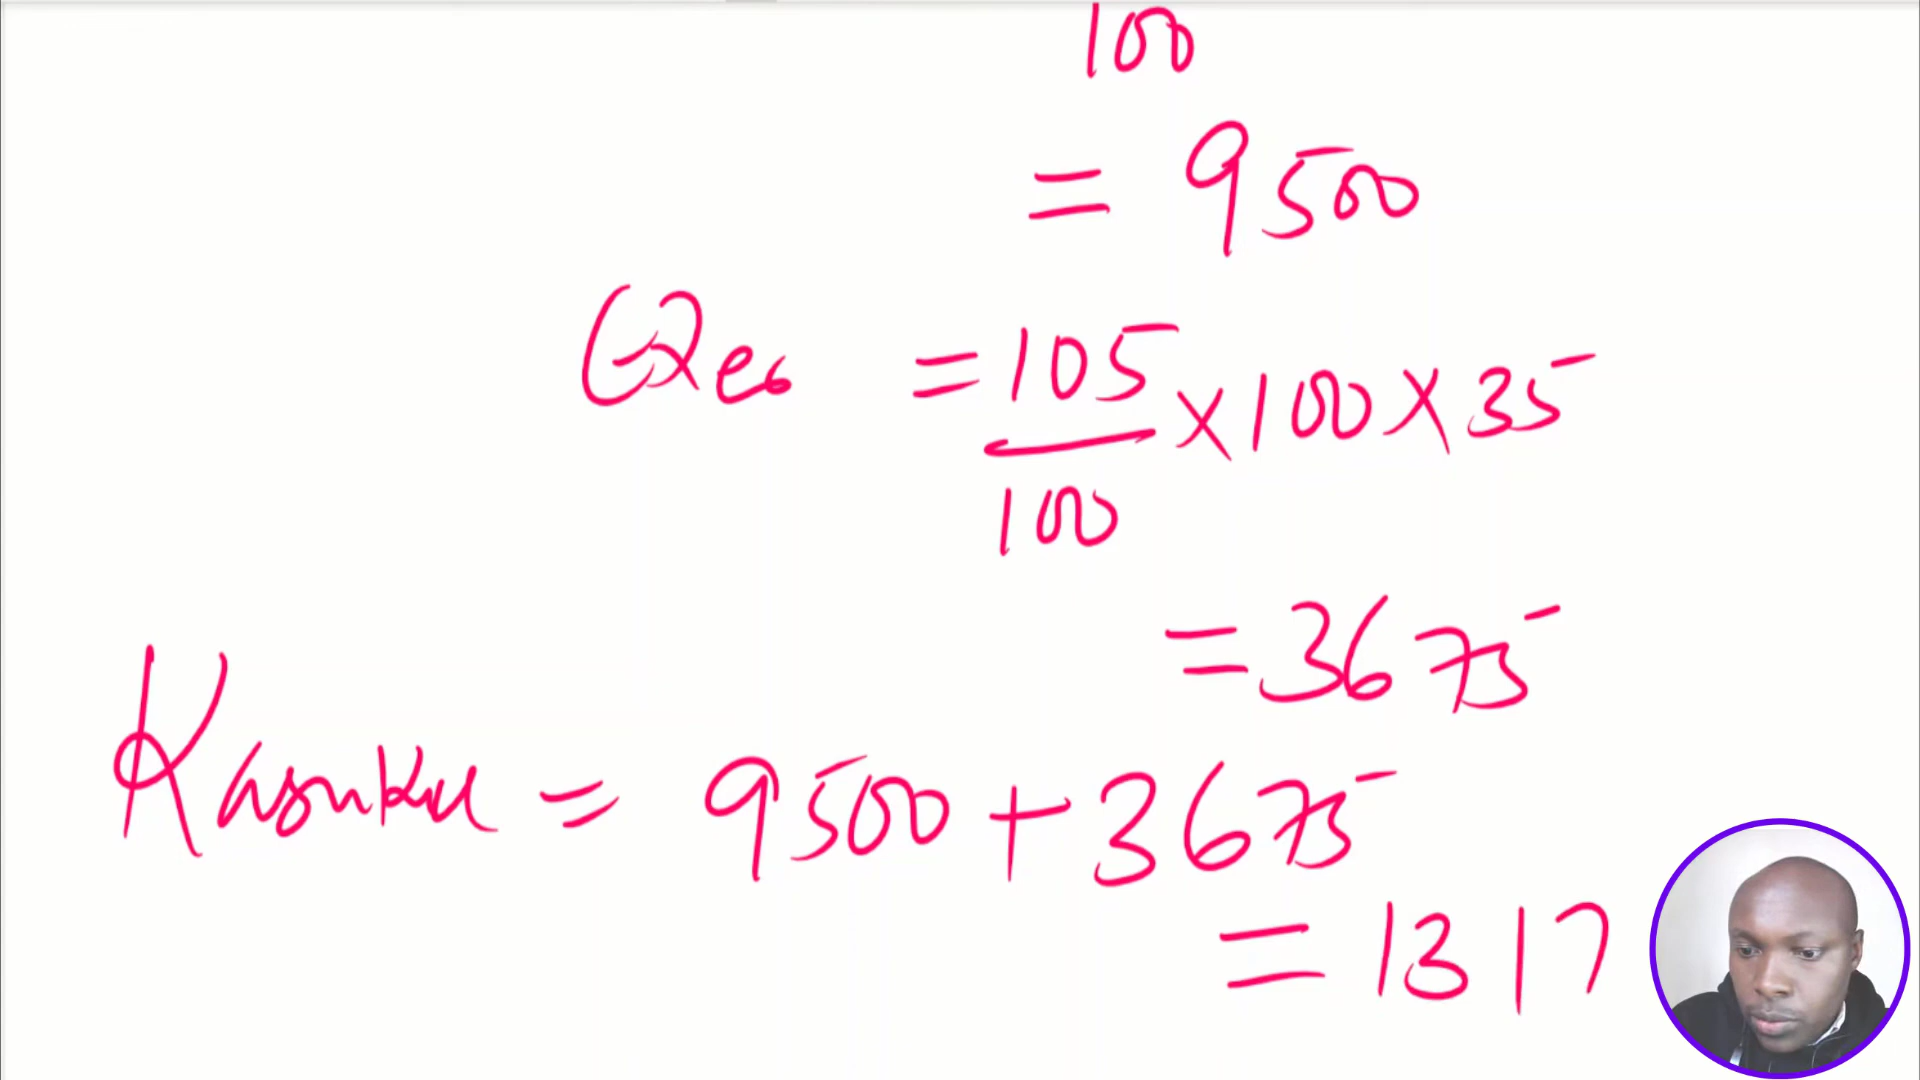 100
= 9500
= 105/100 × 100 × 35
= 3675
Kasuku = 9500 + 3675
= 1317